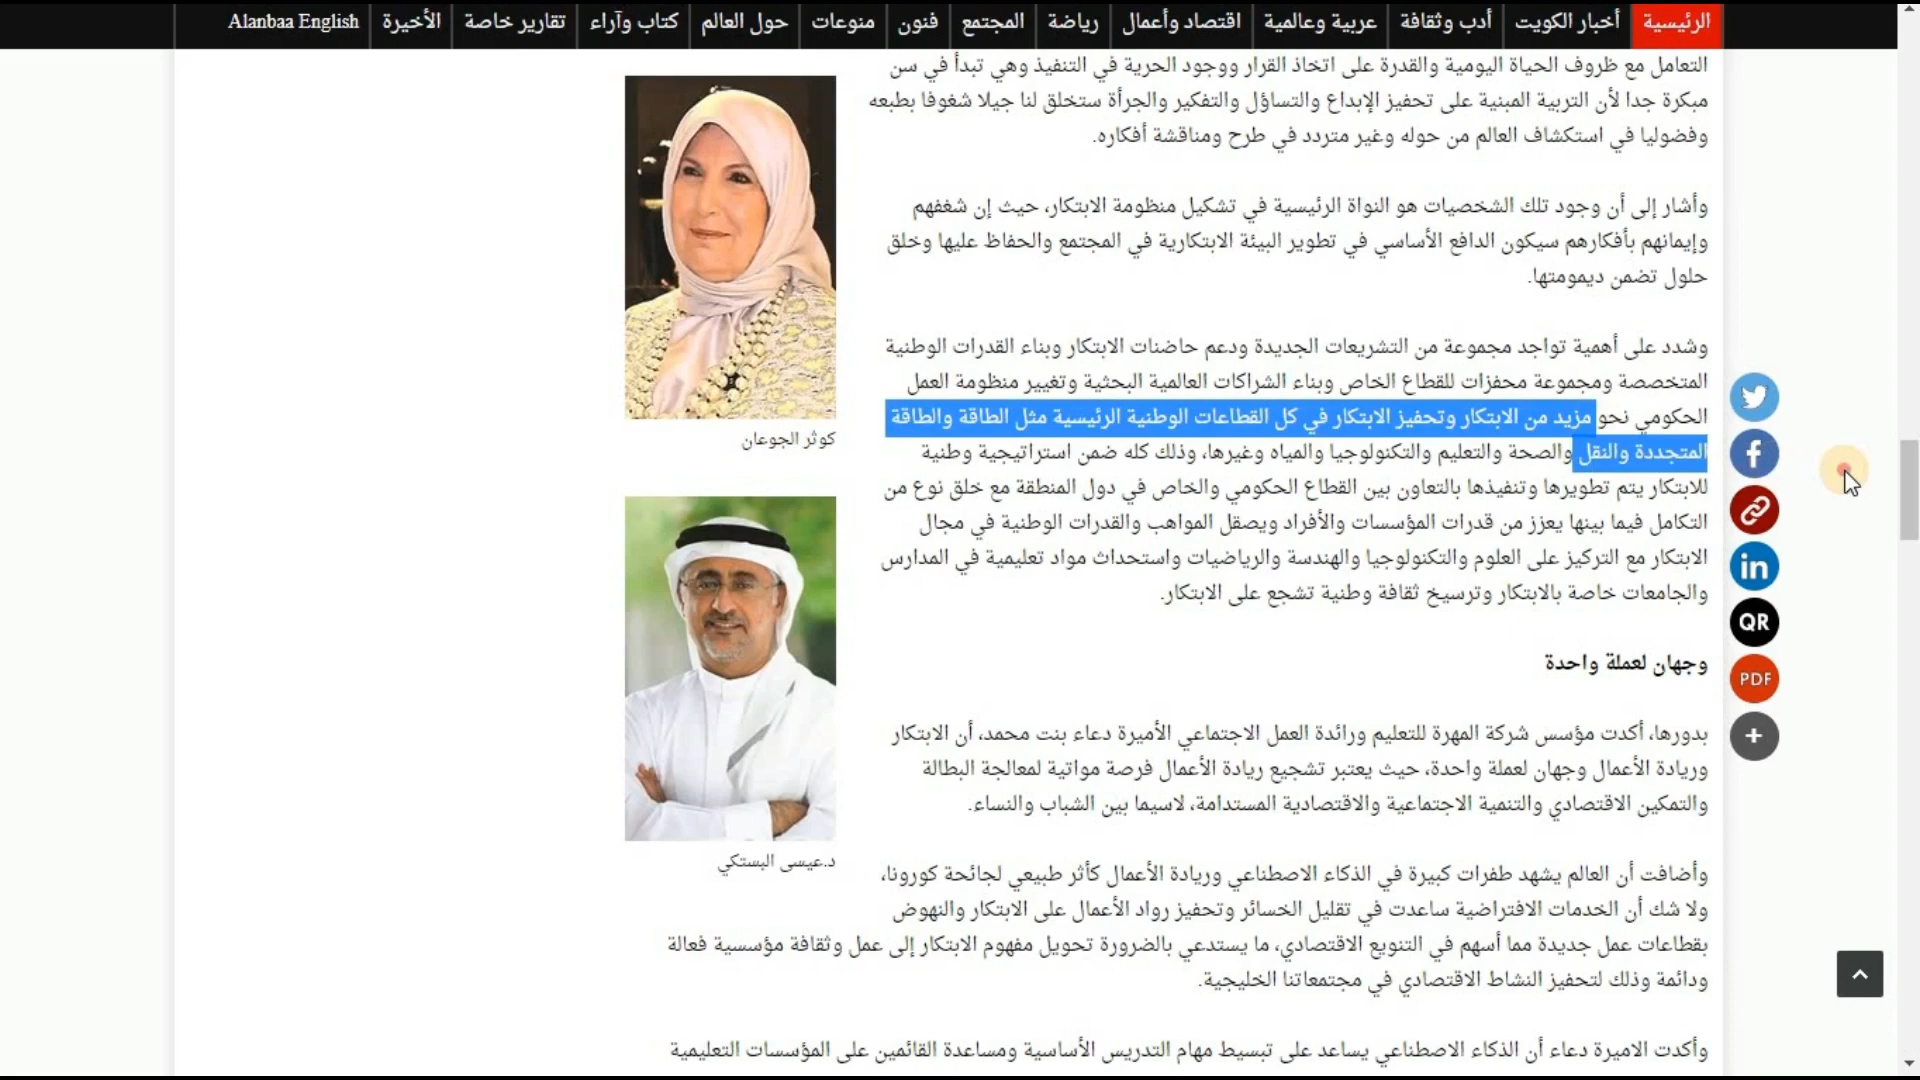 الرئيسية أخبار الكويت أدب وثقافة عربية وعالمية اقتصاد وأعمال رياضة المجتمع فنون منوعات حول العالم كتاب وآراء تقارير خاصة الأخيرة Alanbaa English
التعامل مع ظروف الحياة اليومية والقدرة على اتخاذ القرار ووجود الحرية في التنفيذ وهي تبدأ في سن
مبكرة جدا لأن التربية المبنية على تحفيز الإبداع والتساؤل والتفكير والجرأة ستخلق لنا جيلا شغوفا بطبعه
وفضوليا في استكشاف العالم من حوله وغير متردد في طرح ومناقشة أفكاره.
وأشار إلى أن وجود تلك الشخصيات هو النواة الرئيسية في تشكيل منظومة الابتكار، حيث إن شغفهم
وإيمانهم بأفكارهم سيكون الدافع الأساسي في تطوير البيئة الابتكارية في المجتمع والحفاظ عليها وخلق
حلول تضمن ديمومتها.
وشدد على أهمية تواجد مجموعة من التشريعات الجديدة ودعم حاضنات الابتكار وبناء القدرات الوطنية
المتخصصة ومجموعة محفزات للقطاع الخاص وبناء الشراكات العالمية البحثية وتغيير منظومة العمل
الحكومي نحو مزيد من الابتكار وتحفيز الابتكار في كل القطاعات الوطنية الرئيسية مثل الطاقة والطاقة
المتجددة والنقل والصحة والتعليم والتكنولوجيا والمياه وغيرها، وذلك كله ضمن استراتيجية وطنية
للابتكار يتم تطويرها وتنفيذها بالتعاون بين القطاع الحكومي والخاص في دول المنطقة مع خلق نوع من
التكامل فيما بينها يعزز من قدرات المؤسسات والأفراد ويصقل المواهب والقدرات الوطنية في مجال
الابتكار مع التركيز على العلوم والتكنولوجيا والهندسة والرياضيات واستحداث مواد تعليمية في المدارس
والجامعات خاصة بالابتكار وترسيخ ثقافة وطنية تشجع على الابتكار.
وجهان لعملة واحدة
بدورها، أكدت مؤسس شركة المهرة للتعليم ورائدة العمل الاجتماعي الأميرة دعاء بنت محمد، أن الابتكار
وريادة الأعمال وجهان لعملة واحدة، حيث يعتبر تشجيع ريادة الأعمال فرصة مواتية لمعالجة البطالة
والتمكين الاقتصادي والتنمية الاجتماعية والاقتصادية المستدامة، لاسيما بين الشباب والنساء.
وأضافت أن العالم يشهد طفرات كبيرة في الذكاء الاصطناعي وريادة الأعمال كأثر طبيعي لجائحة كورونا،
ولا شك أن الخدمات الافتراضية ساعدت في تقليل الخسائر وتحفيز رواد الأعمال على الابتكار والنهوض
بقطاعات عمل جديدة مما أسهم في التنويع الاقتصادي، ما يستدعي بالضرورة تحويل مفهوم الابتكار إلى عمل وثقافة مؤسسية فعالة
ودائمة وذلك لتحفيز النشاط الاقتصادي في مجتمعاتنا الخليجية.
وأكدت الاميرة دعاء أن الذكاء الاصطناعي يساعد على تبسيط مهام التدريس الأساسية ومساعدة القائمين على المؤسسات التعليمية
كوثر الجوعان
د.عيسى البستكي
in
QR
PDF